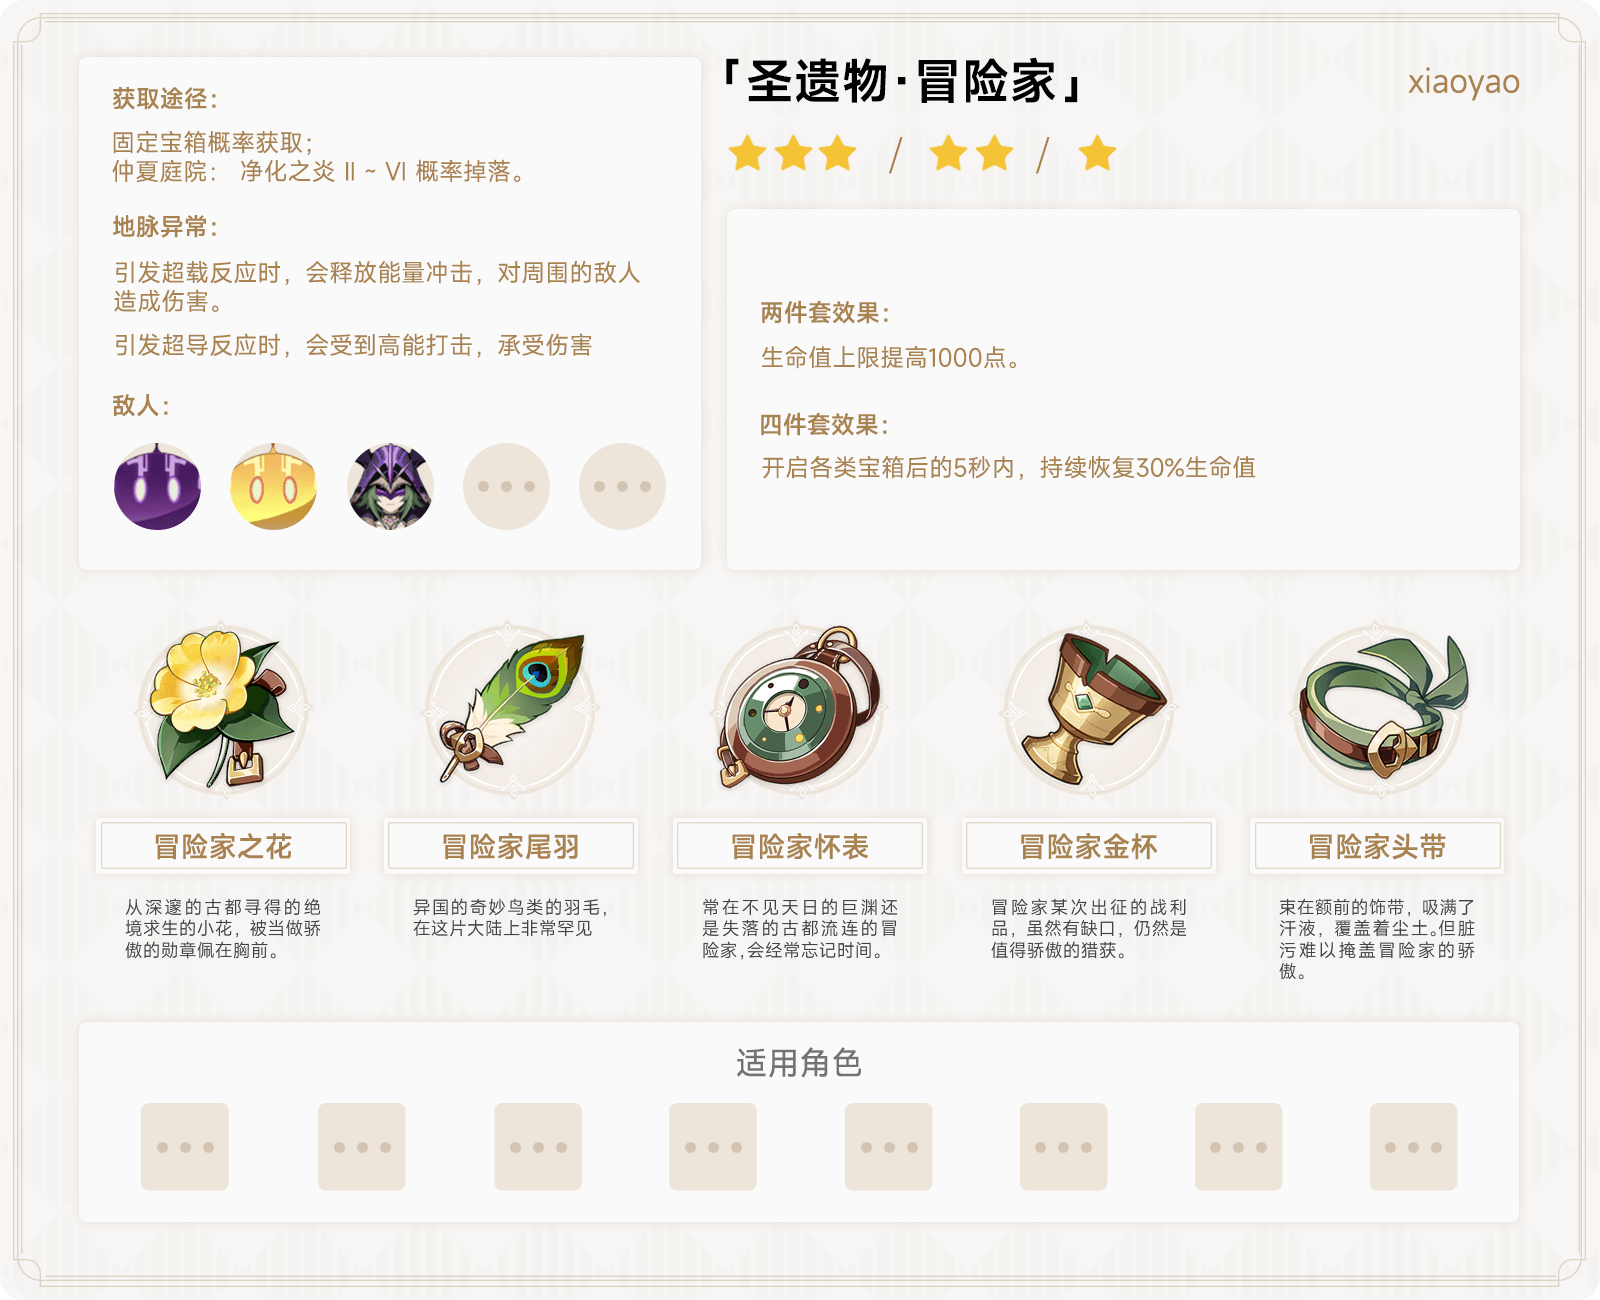 获取途径：
固定宝箱概率获取；
仲夏庭院： 净化之炎 II ~ VI 概率掉落。
地脉异常：
引发超载反应时，会释放能量冲击，对周围的敌人
造成伤害。
引发超导反应时，会受到高能打击，承受伤害
敌人：
「圣遗物·冒险家」
xiaoyao
/ /
两件套效果：
生命值上限提高1000点。
四件套效果：
开启各类宝箱后的5秒内，持续恢复30%生命值
冒险家之花
从深邃的古都寻得的绝
境求生的小花，被当做骄
傲的勋章佩在胸前。
冒险家尾羽
异国的奇妙鸟类的羽毛，
在这片大陆上非常罕见
冒险家怀表
常在不见天日的巨渊还
是失落的古都流连的冒
险家，会经常忘记时间。
冒险家金杯
冒险家某次出征的战利
品，虽然有缺口，仍然是
值得骄傲的猎获。
冒险家头带
束在额前的饰带，吸满了
汗液，覆盖着尘土。但脏
污难以掩盖冒险家的骄
傲。
适用角色